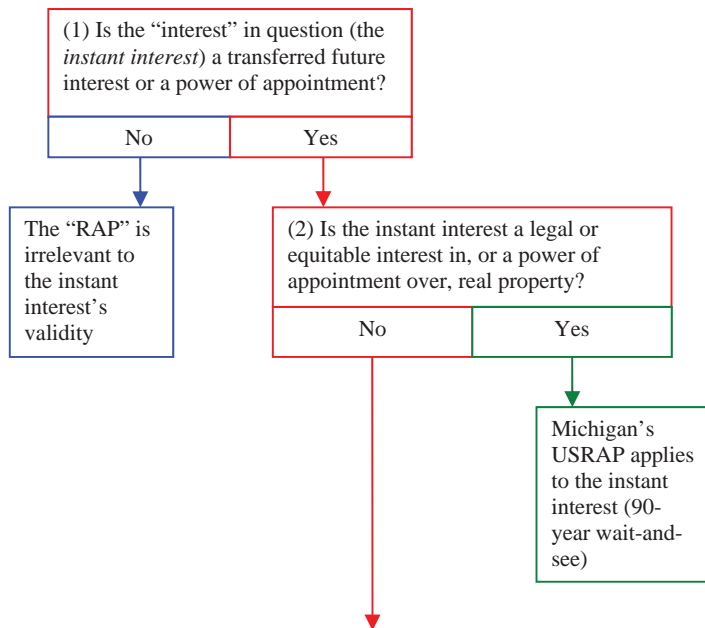 (1) Is the “interest” in question (the
instant interest) a transferred future
interest or a power of appointment?
No
Yes
The “RAP” is
irrelevant to
the instant
interest’s
validity
(2) Is the instant interest a legal or
equitable interest in, or a power of
appointment over, real property?
No
Yes
Michigan’s
USRAP applies
to the instant
interest (90-
year wait-and-
see)